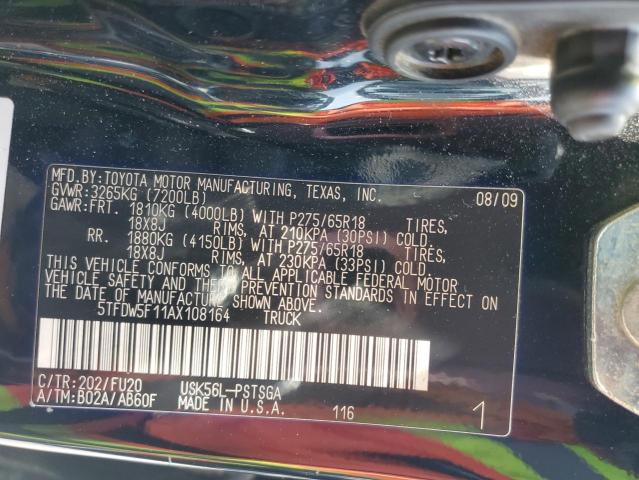 MFD.BY:TOYOTA MOTOR MANUFACTURING, TEXAS, INC. 08/09
GVWR:3265KG (7200LB)
GAWR:FRT. 1810KG (4000LB) WITH P275/65R18 TIRES,
18X8J RIMS, AT 210KPA (30PSI) COLD.
RR. 1880KG (4150LB) WITH P275/65R18 TIRES,
18X8J RIMS, AT 230KPA (33PSI) COLD.
THIS VEHICLE CONFORMS TO ALL APPLICABLE FEDERAL MOTOR
VEHICLE SAFETY AND THEFT PREVENTION STANDARDS IN EFFECT ON
THE DATE OF MANUFACTURE SHOWN ABOVE.
5TFDW5F11AX108164 TRUCK
C/TR:202/FU20 USK56L-PSTSGA
A/TM:B02A/AB60F MADE IN U.S.A. 116 1